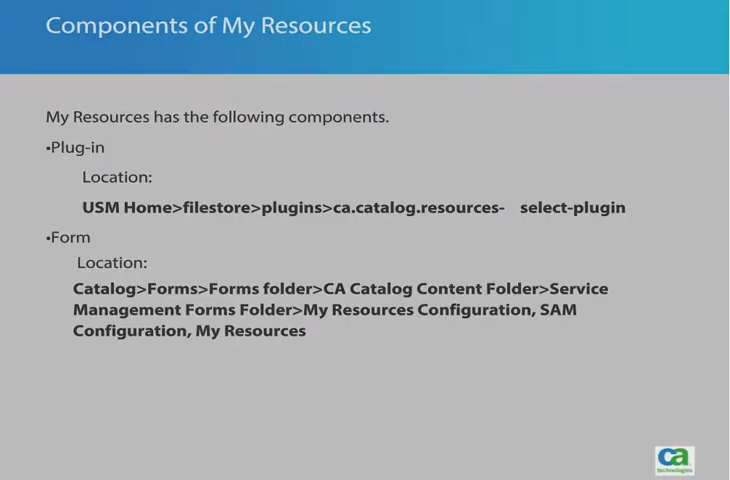 Components of My Resources
My Resources has the following components.
•Plug-in
Location:
USM Home>filestore>plugins>ca.catalog.resources- select-plugin
•Form
Location:
Catalog>Forms>Forms folder>CA Catalog Content Folder>Service
Management Forms Folder>My Resources Configuration, SAM
Configuration, My Resources
ca
technologies